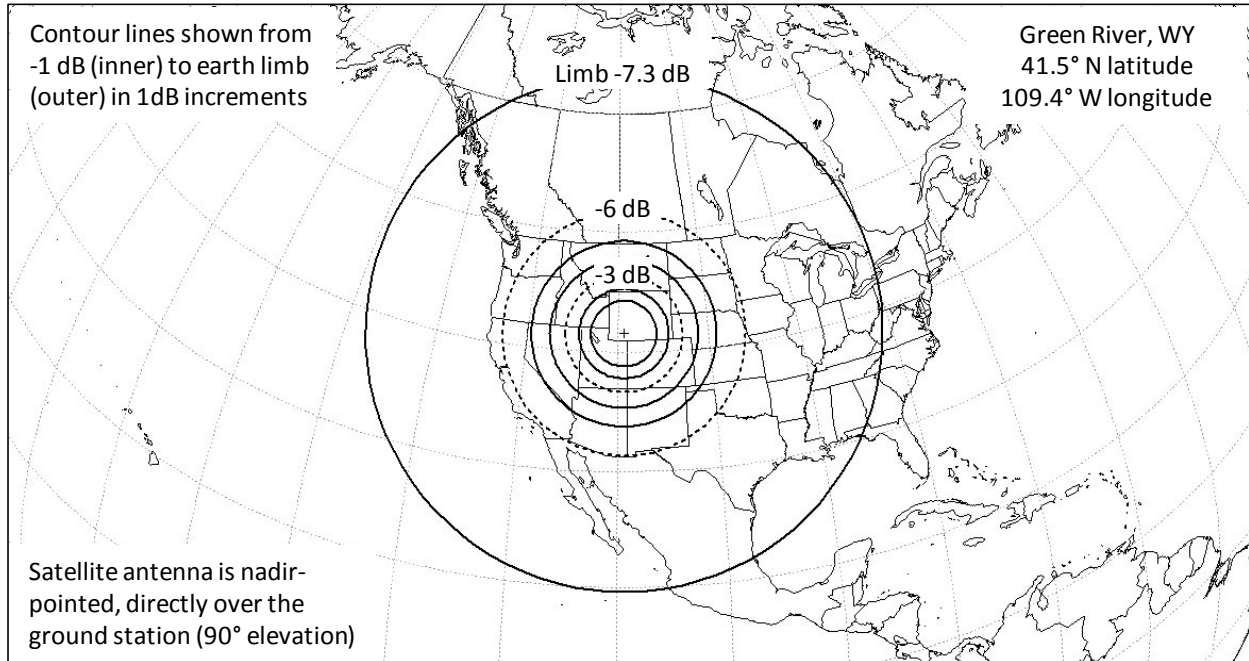 Contour lines shown from
-1 dB (inner) to earth limb
(outer) in 1dB increments
Green River, WY
41.5° N latitude
109.4° W longitude
Limb -7.3 dB
-6 dB
-3 dB
Satellite antenna is nadir-
pointed, directly over the
ground station (90° elevation)